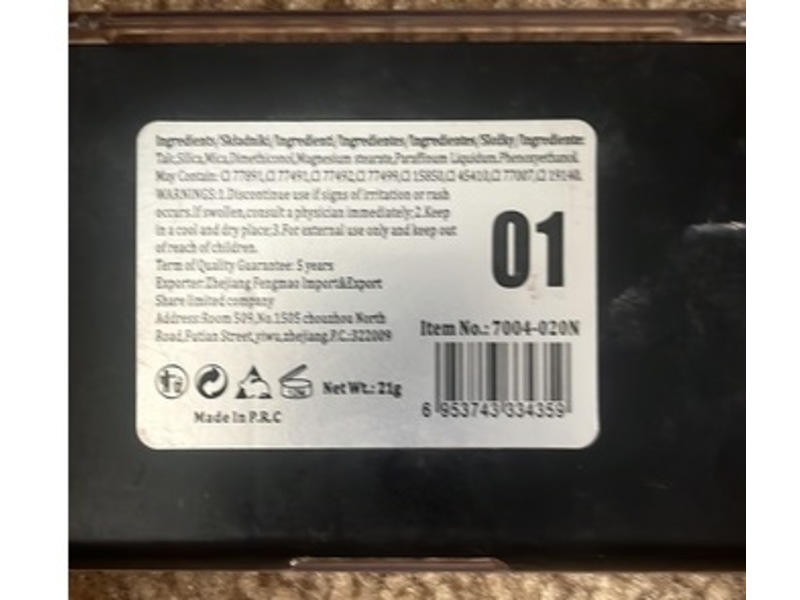 Ingredients/Składniki/Ingredienti/Ingredientes/Ingredientes/Složky/Ingrediente:
Talc,Silica,Mica,Dimethiconol,Magnesium stearate,Paraffinum Liquidum,Phenoxyethanol.
May Contain: CI 77891,CI 77491,CI 77492,CI 77499,CI 15850,CI 45410,CI 77007,CI 19140.
WARNINGS:1.Discontinue use if signs of irritation or rash
occurs.If swollen,consult a physician immediately;2.Keep
in a cool and dry place;3.For external use only and keep out
of reach of children.
Term of Quality Guarantee: 5 years
Exporter:Zhejiang Fengmao Import&Export
Share limited company
Address:Room 509,No.1505 chouzhou North
Road,Futian Street,yiwu,zhejiang.P.C.:322009
01
Item No.: 7004-020N
Net Wt.: 21g
6 953743 334359
Made In P.R.C